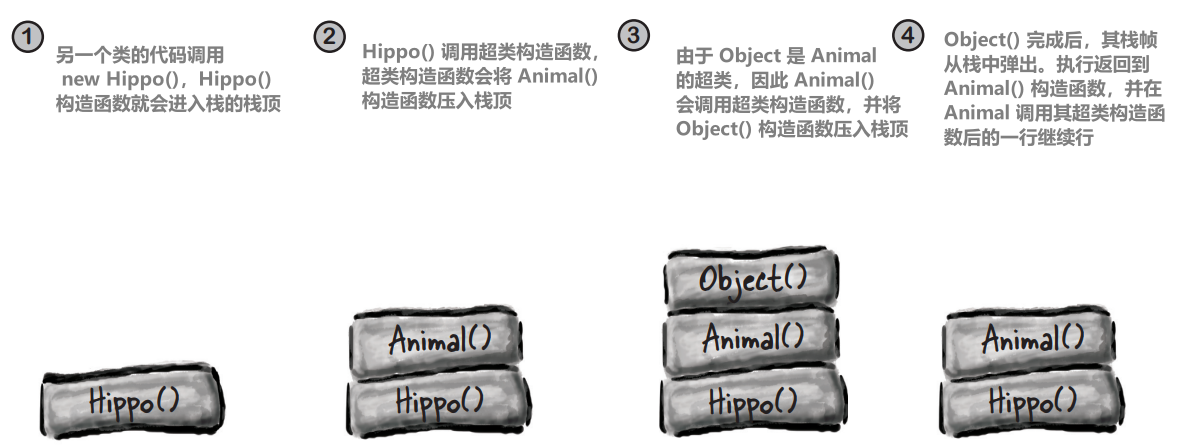 1
另一个类的代码调用
new Hippo()，Hippo()
构造函数就会进入栈的栈顶
2
Hippo() 调用超类构造函数，
超类构造函数会将 Animal()
构造函数压入栈顶
3
由于 Object 是 Animal
的超类，因此 Animal()
会调用超类构造函数，并将
Object() 构造函数压入栈顶
4
Object() 完成后，其栈帧
从栈中弹出。执行返回到
Animal() 构造函数，并在
Animal 调用其超类构造函
数后的一行继续行
Hippo()
Animal()
Hippo()
Object()
Animal()
Hippo()
Animal()
Hippo()